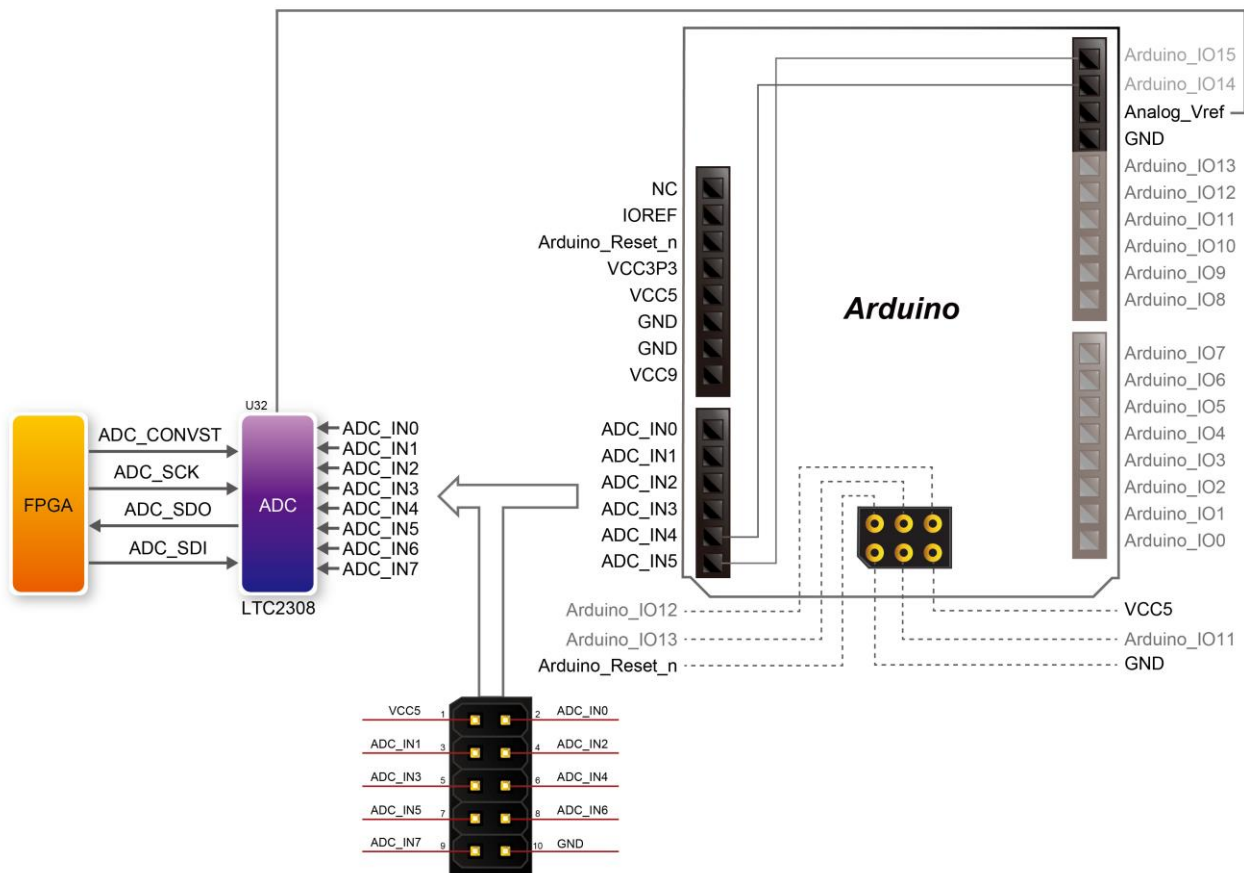 Arduino_IO15
Arduino_IO14
Analog_Vref
GND
Arduino_IO13
Arduino_IO12
Arduino_IO11
Arduino_IO10
Arduino_IO9
Arduino_IO8
NC
IOREF
Arduino_Reset_n
VCC3P3
VCC5
GND
GND
VCC9
Arduino
Arduino_IO7
Arduino_IO6
Arduino_IO5
Arduino_IO4
Arduino_IO3
Arduino_IO2
Arduino_IO1
Arduino_IO0
U32
FPGA
ADC_CONVST
ADC_SCK
ADC_SDO
ADC_SDI
ADC
LTC2308
ADC_IN0
ADC_IN1
ADC_IN2
ADC_IN3
ADC_IN4
ADC_IN5
ADC_IN6
ADC_IN7
ADC_IN0
ADC_IN1
ADC_IN2
ADC_IN3
ADC_IN4
ADC_IN5
Arduino_IO12
Arduino_IO13
Arduino_Reset_n
VCC5
Arduino_IO11
GND
VCC5 1 2 ADC_IN0
ADC_IN1 3 4 ADC_IN2
ADC_IN3 5 6 ADC_IN4
ADC_IN5 7 8 ADC_IN6
ADC_IN7 9 10 GND